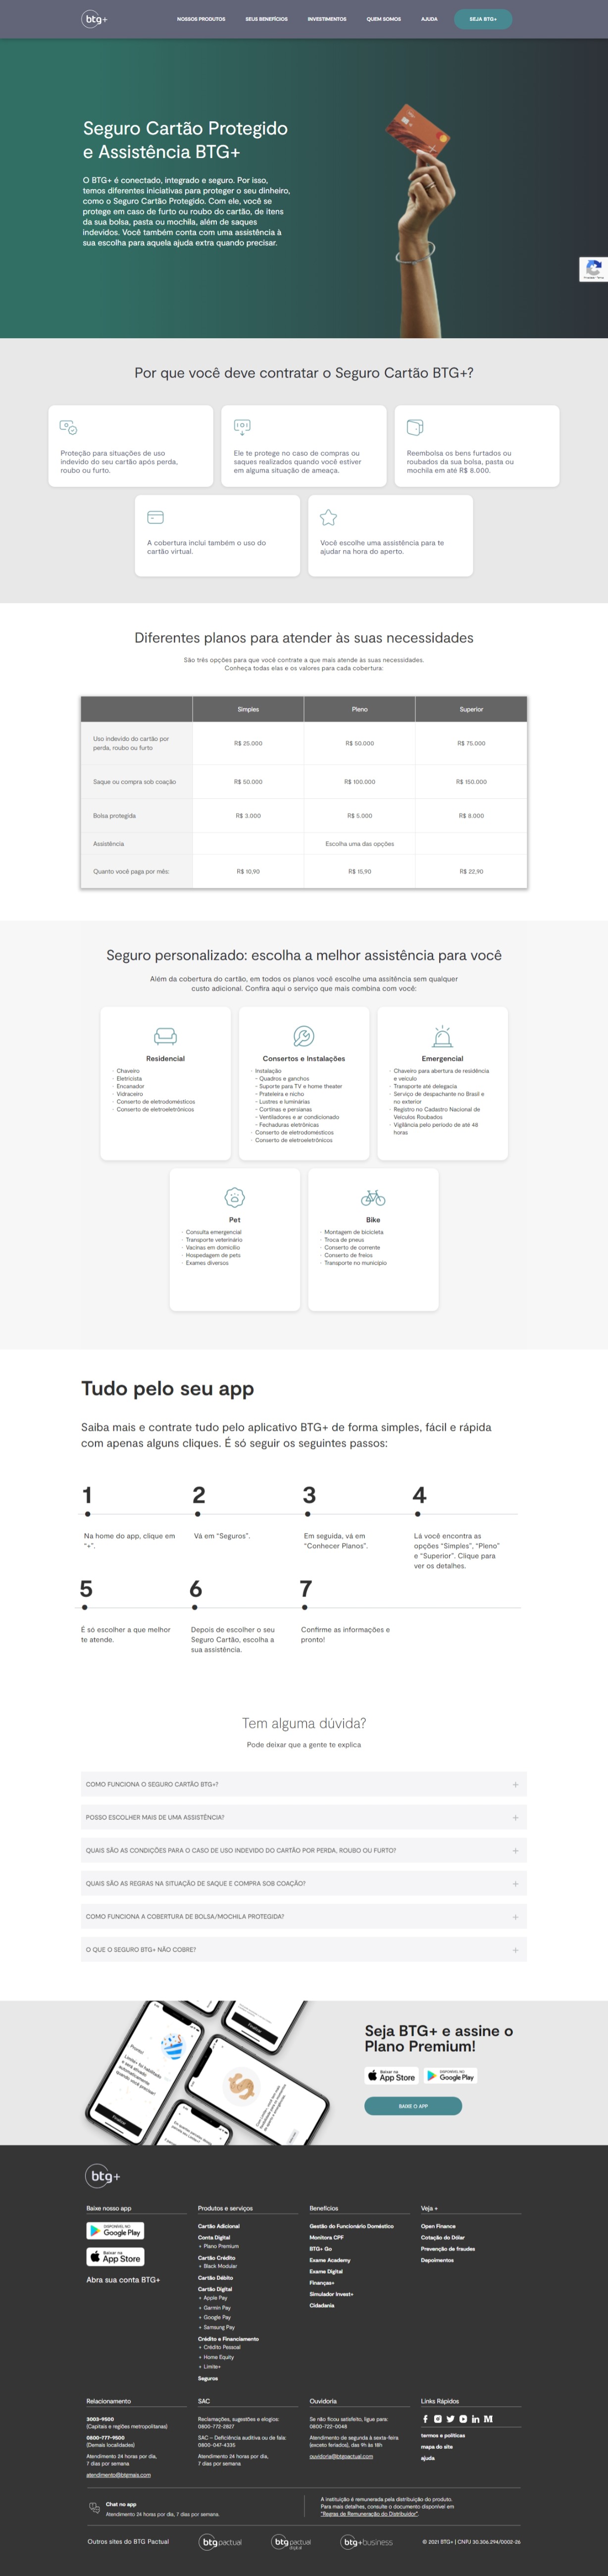 btg+
NOSSOS PRODUTOS
SEUS BENEFÍCIOS
INVESTIMENTOS
QUEM SOMOS
AJUDA
SEJA BTG+
Seguro Cartão Protegido
e Assistência BTG+
O BTG+ é conectado, integrado e seguro. Por isso,
temos diferentes iniciativas para proteger o seu dinheiro,
como o Seguro Cartão Protegido. Com ele, você se
protege em caso de furto ou roubo do cartão, de itens
da sua bolsa, pasta ou mochila, além de saques
indevidos. Você também conta com uma assistência à
sua escolha para aquela ajuda extra quando precisar.
Por que você deve contratar o Seguro Cartão BTG+?
Proteção para situações de uso
indevido do seu cartão após perda,
roubo ou furto.
Ele te protege no caso de compras ou
saques realizados quando você estiver
em alguma situação de ameaça.
Reembolsa os bens furtados ou
roubados da sua bolsa, pasta ou
mochila em até R$ 8.000.
A cobertura inclui também o uso do
cartão virtual.
Você escolhe uma assistência para te
ajudar na hora do aperto.
Diferentes planos para atender às suas necessidades
São três opções para que você contrate a que mais atende às suas necessidades.
Conheça todas elas e os valores para cada cobertura:
Simples
Pleno
Superior
Uso indevido do cartão por
perda, roubo ou furto
R$ 25.000
R$ 50.000
R$ 75.000
Saque ou compra sob coação
R$ 50.000
R$ 100.000
R$ 150.000
Bolsa protegida
R$ 3.000
R$ 5.000
R$ 8.000
Assistência
Escolha uma das opções
Quanto você paga por mês:
R$ 10,90
R$ 15,90
R$ 22,90
Seguro personalizado: escolha a melhor assistência para você
Além da cobertura do cartão, em todos os planos você escolhe uma assitência sem qualquer
custo adicional. Confira aqui o serviço que mais combina com você:
Residencial
· Chaveiro
· Eletricista
· Encanador
· Vidraceiro
· Conserto de eletrodomésticos
· Conserto de eletroeletrônicos
Consertos e Instalações
· Instalação
– Quadros e ganchos
– Suporte para TV e home theater
– Prateleira e nicho
– Lustres e luminárias
– Cortinas e persianas
– Ventiladores e ar condicionado
– Fechaduras eletrônicas
· Conserto de eletrodomésticos
· Conserto de eletroeletrônicos
Emergencial
· Chaveiro para abertura de residência
e veículo
· Transporte até delegacia.
· Serviço de despachante no Brasil e
no exterior
· Registro no Cadastro Nacional de
Veículos Roubados
· Vigilância pelo período de até 48
horas
Pet
· Consulta emergencial
· Transporte veterinário
· Vacinas em domicílio
· Hospedagem de pets
· Exames diversos
Bike
· Montagem de bicicleta
· Troca de pneus
· Conserto de corrente
· Conserto de freios
· Transporte no município
Tudo pelo seu app
Saiba mais e contrate tudo pelo aplicativo BTG+ de forma simples, fácil e rápida
com apenas alguns cliques. É só seguir os seguintes passos:
1
2
3
4
Na home do app, clique em
"+".
Vá em "Seguros".
Em seguida, vá em
"Conhecer Planos".
Lá você encontra as
opções "Simples", "Pleno"
e "Superior". Clique para
ver os detalhes.
5
6
7
É só escolher a que melhor
te atende.
Depois de escolher o seu
Seguro Cartão, escolha a
sua assistência.
Confirme as informações e
pronto!
Tem alguma dúvida?
Pode deixar que a gente te explica
COMO FUNCIONA O SEGURO CARTÃO BTG+?
POSSO ESCOLHER MAIS DE UMA ASSISTÊNCIA?
QUAIS SÃO AS CONDIÇÕES PARA O CASO DE USO INDEVIDO DO CARTÃO POR PERDA, ROUBO OU FURTO?
QUAIS SÃO AS REGRAS NA SITUAÇÃO DE SAQUE E COMPRA SOB COAÇÃO?
COMO FUNCIONA A COBERTURA DE BOLSA/MOCHILA PROTEGIDA?
O QUE O SEGURO BTG+ NÃO COBRE?
Pronto!
Seja BTG+ e assine o
Plano Premium!
Baixar na
App Store
Google Play
BAIXE O APP
btg+
Baixe nosso app
DISPONÍVEL NO
Google Play
Baixar na
App Store
Abra sua conta BTG+
Produtos e serviços
Cartão Adicional
Conta Digital
+ Plano Premium
Cartão Crédito
+ Black Modular
Cartão Débito
Cartão Digital
+ Apple Pay
+ Garmin Pay
+ Google Pay
+ Samsung Pay
Crédito e Financiamento
+ Crédito Pessoal
+ Home Equity
+ Limite+
Seguros
Benefícios
Gestão do Funcionário Doméstico
Monitora CPF
BTG+ Go
Exame Academy
Exame Digital
Finanças+
Simulador Invest+
Cidadania
Veja +
Open Finance
Cotação do Dólar
Prevenção de fraudes
Depoimentos
Relacionamento
3003-9500
(Capitais e regiões metropolitanas)
0800-777-9500
(Demais localidades)
Atendimento 24 horas por dia,
7 dias por semana
atendimento@btgmais.com
SAC
Reclamações, sugestões e elogios:
0800-772-2827
SAC – Deficiência auditiva ou de fala:
0800-047-4335
Atendimento 24 horas por dia,
7 dias por semana
Ouvidoria
Se não ficou satisfeito, ligue para:
0800-722-0048
Atendimento de segunda à sexta-feira
(exceto feriados), das 9h às 18h
ouvidoria@btgpactual.com
Links Rápidos
termos e políticas
mapa do site
ajuda
Chat no app
Atendimento 24 horas por dia, 7 dias por semana.
A instituição é remunerada pela distribuição do produto.
Para mais detalhes, consulte o documento disponível em
"Regras de Remuneração do Distribuidor".
Outros sites do BTG Pactual
btg pactual
btg pactual digital
btg+ business
© 2021 BTG+ | CNPJ 30.306.294/0002-26